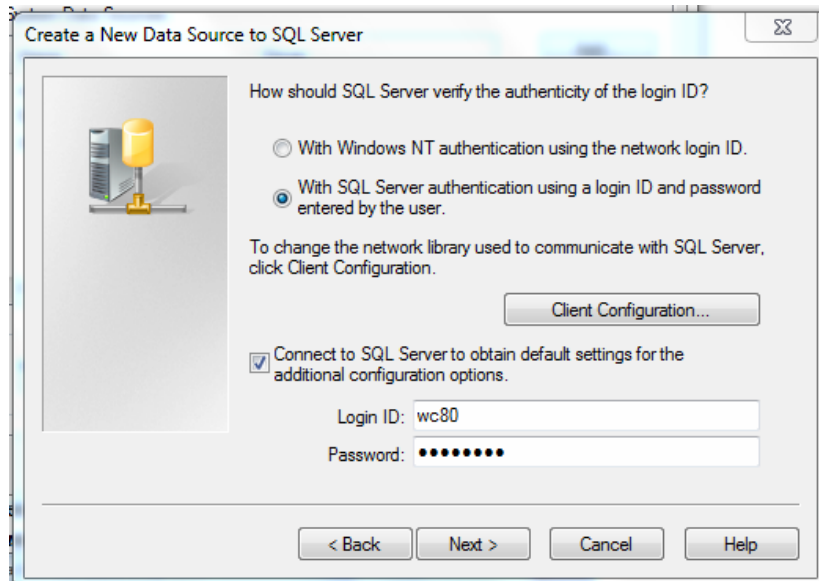 Create a New Data Source to SQL Server
How should SQL Server verify the authenticity of the login ID?
With Windows NT authentication using the network login ID.
With SQL Server authentication using a login ID and password
entered by the user.
To change the network library used to communicate with SQL Server,
click Client Configuration.
Client Configuration...
Connect to SQL Server to obtain default settings for the
additional configuration options.
Login ID: wc80
Password: ●●●●●●●●
< Back Next > Cancel Help